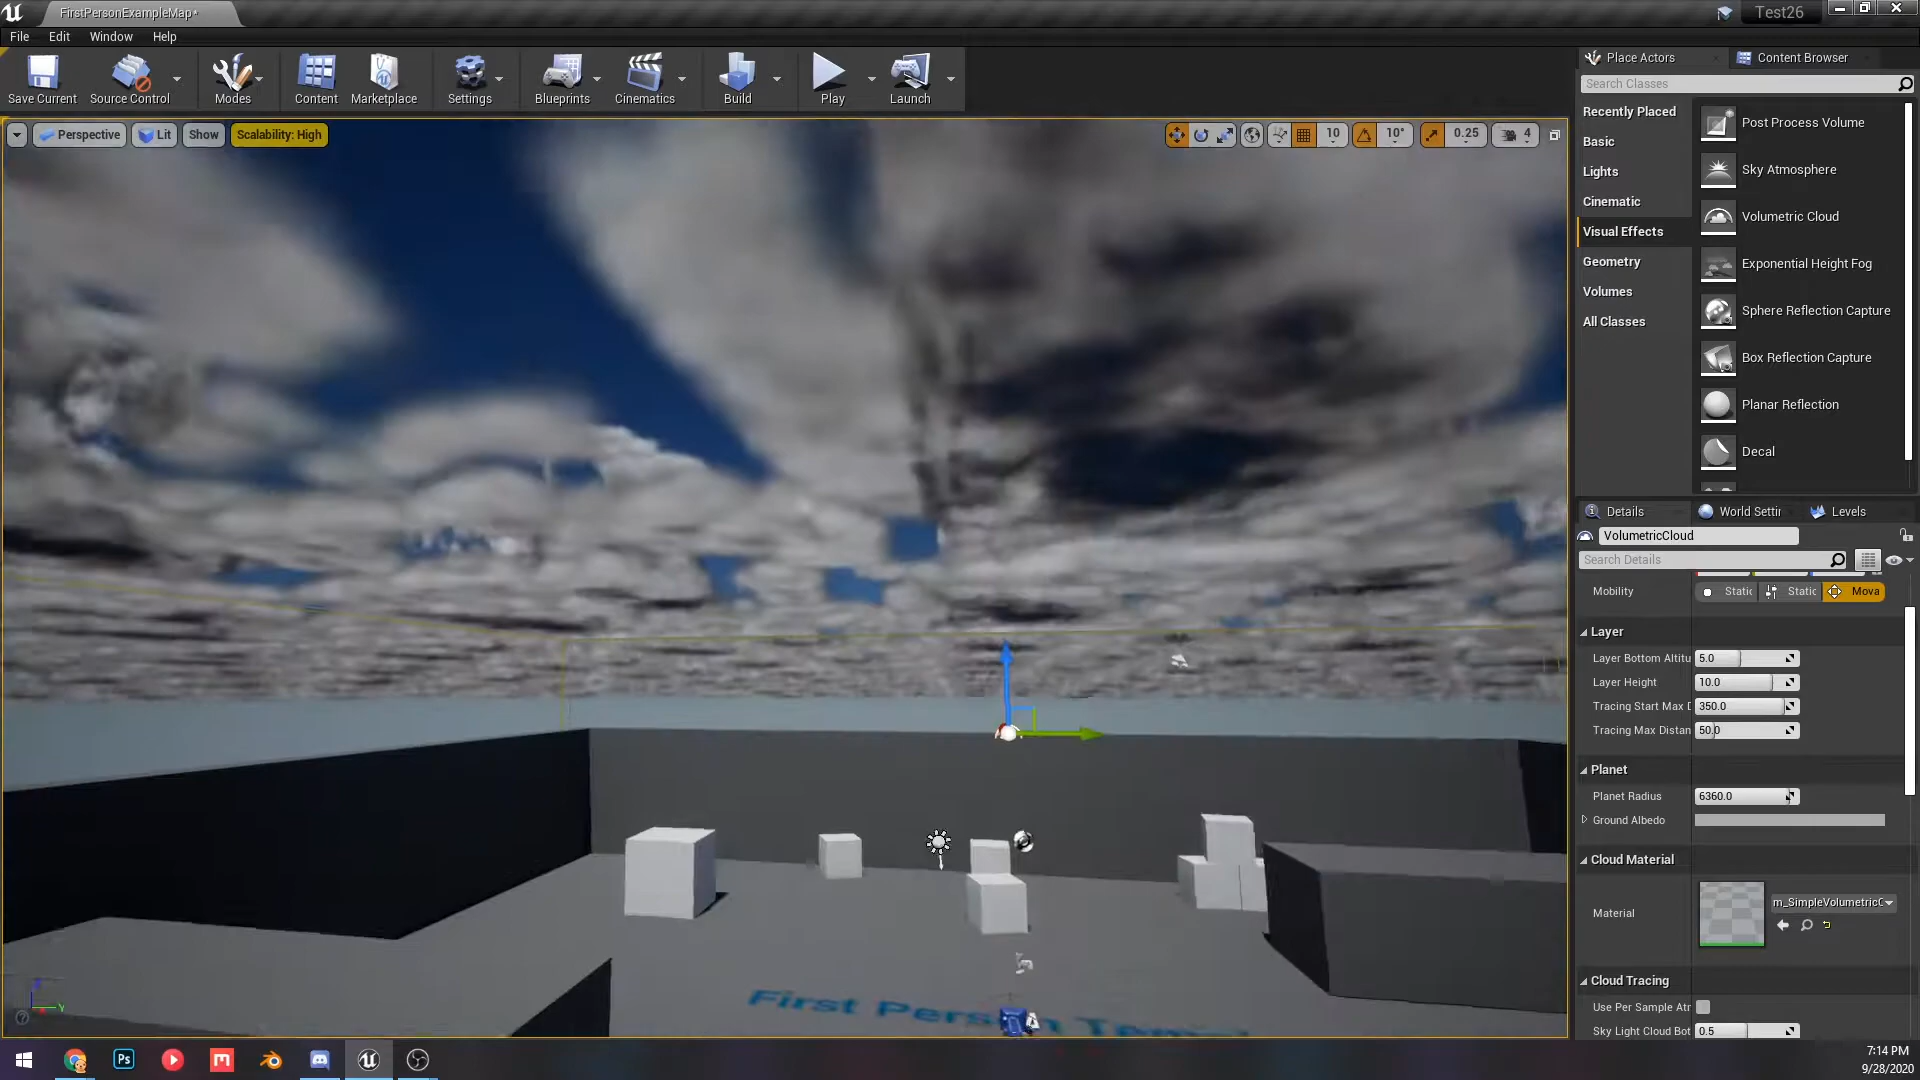 FirstPersonExampleMap*
Test26
File Edit Window Help
Save Current
Source Control
Modes
Content
Marketplace
Settings
Blueprints
Cinematics
Build
Play
Launch
Perspective
Lit
Show
Scalability: High
10
10°
0.25
4
Place Actors
Content Browser
Search Classes
Recently Placed
Basic
Lights
Cinematic
Visual Effects
Geometry
Volumes
All Classes
Post Process Volume
Sky Atmosphere
Volumetric Cloud
Exponential Height Fog
Sphere Reflection Capture
Box Reflection Capture
Planar Reflection
Decal
Details
World Settin
Levels
VolumetricCloud
Search Details
Mobility
Static
Static
Mova
Layer
Layer Bottom Altitu 5.0
Layer Height 10.0
Tracing Start Max D 350.0
Tracing Max Distan 50.0
Planet
Planet Radius 6360.0
Ground Albedo
Cloud Material
Material
m_SimpleVolumetricC
Cloud Tracing
Use Per Sample Atm
Sky Light Cloud Bot 0.5
First Person
Y
Ps
7:14 PM
9/28/2020